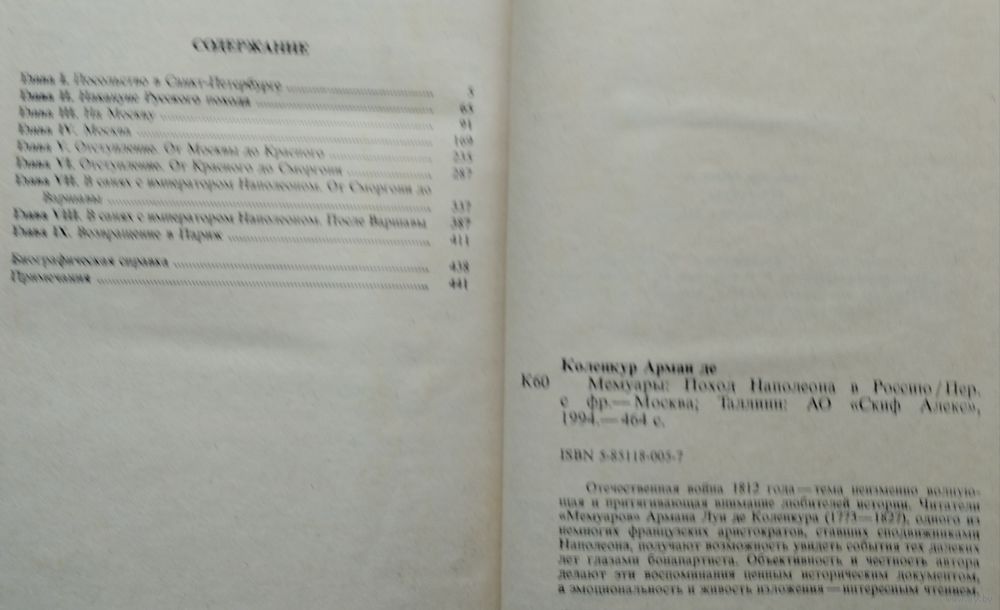 СОДЕРЖАНИЕ
Глава I. Посольство в Санкт-Петербурге 5
Глава II. Накануне Русского похода 65
Глава III. На Москву 91
Глава IV. Москва 169
Глава V. Отступление. От Москвы до Красного 235
Глава VI. Отступление. От Красного до Сморгони 287
Глава VII. В санях с императором Наполеоном. От Сморгони до
Варшавы 337
Глава VIII. В санях с императором Наполеоном. После Варшавы 387
Глава IX. Возвращение в Париж 411
Биографическая справка 438
Примечания 441
Коленкур Арман де
К60 Мемуары: Поход Наполеона в Россию/Пер.
с фр.— Москва; Таллинн: АО «Скиф Алекс»,
1994.— 464 с.
ISBN 5-85118-005-7
Отечественная война 1812 года — тема неизменно волную-
щая и притягивающая внимание любителей истории. Читатели
«Мемуаров» Армана Луи де Коленкура (1773—1827), одного из
немногих французских аристократов, ставших сподвижниками
Наполеона, получают возможность увидеть события тех далеких
лет глазами бонапартиста. Объективность и честность автора
делают эти воспоминания ценным историческим документом,
а эмоциональность и живость изложения — интересным чтением.